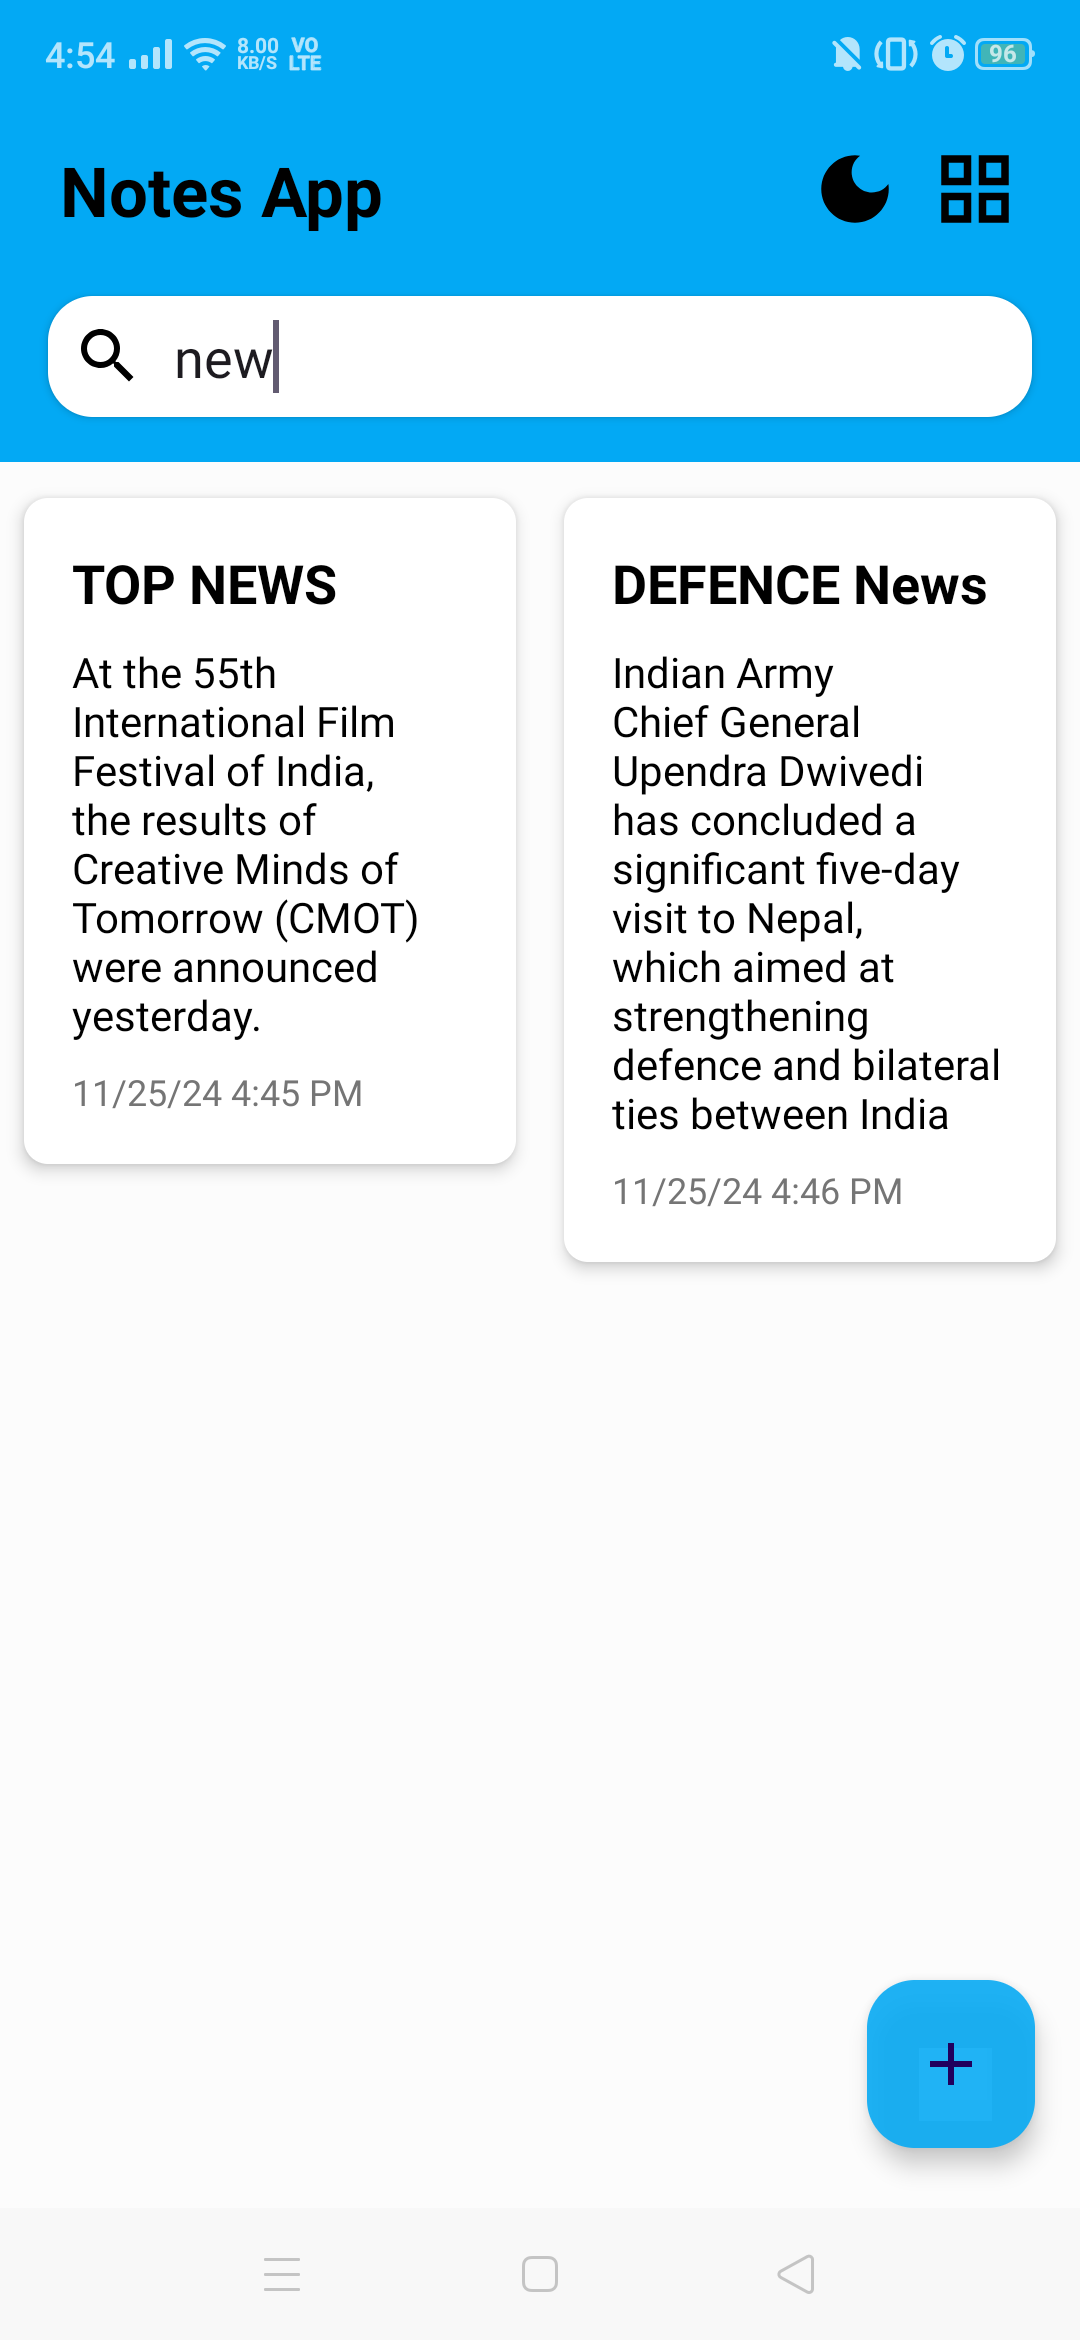 4:54 8.00 KB/S VO LTE 96
Notes App
new
TOP NEWS
At the 55th
International Film
Festival of India,
the results of
Creative Minds of
Tomorrow (CMOT)
were announced
yesterday.
11/25/24 4:45 PM
DEFENCE News
Indian Army
Chief General
Upendra Dwivedi
has concluded a
significant five-day
visit to Nepal,
which aimed at
strengthening
defence and bilateral
ties between India
11/25/24 4:46 PM